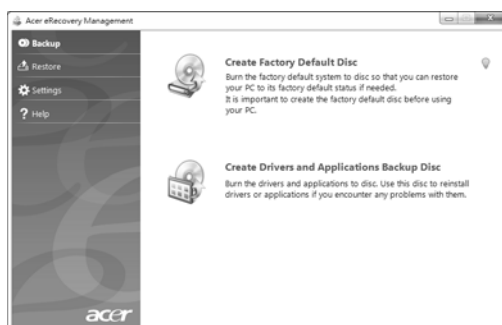 Acer eRecovery Management
Backup
Restore
Settings
? Help
Create Factory Default Disc
Burn the factory default system to disc so that you can restore
your PC to its factory default status if needed.
It is important to create the factory default disc before using
your PC.
Create Drivers and Applications Backup Disc
Burn the drivers and applications to disc. Use this disc to reinstall
drivers or applications if you encounter any problems with them.
acer